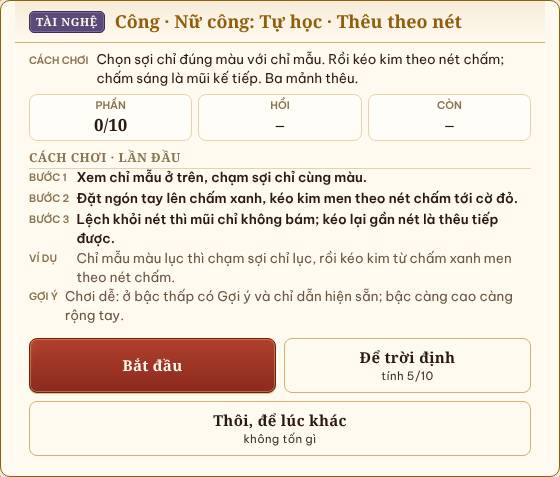 TÀI NGHỆ Công · Nữ công: Tự học · Thêu theo nét
CÁCH CHƠI Chọn sợi chỉ đúng màu với chỉ mẫu. Rồi kéo kim theo nét chấm;
chấm sáng là mũi kế tiếp. Ba mảnh thêu.
PHẦN HỒI CÒN
0/10 – –
CÁCH CHƠI · LẦN ĐẦU
BƯỚC 1 Xem chỉ mẫu ở trên, chạm sợi chỉ cùng màu.
BƯỚC 2 Đặt ngón tay lên chấm xanh, kéo kim men theo nét chấm tới cờ đỏ.
BƯỚC 3 Lệch khỏi nét thì mũi chỉ không bám; kéo lại gần nét là thêu tiếp
được.
VÍ DỤ Chỉ mẫu màu lục thì chạm sợi chỉ lục, rồi kéo kim từ chấm xanh men
theo nét chấm.
GỢI Ý Chơi dễ: ở bậc thấp có Gợi ý và chỉ dẫn hiện sẵn; bậc càng cao càng
rộng tay.
Bắt đầu Để trời định
tính 5/10
Thôi, để lúc khác
không tốn gì